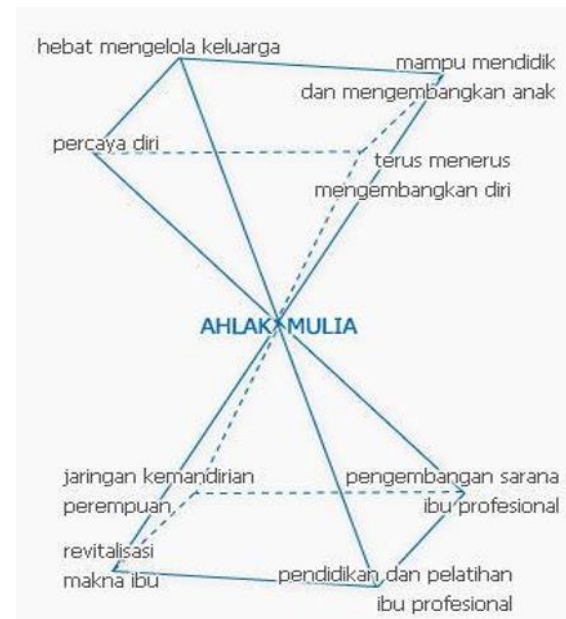 hebat mengelola keluarga
mampu mendidik
dan mengembangkan anak
percaya diri
terus menerus
mengembangkan diri
AHLAK MULIA
jaringan kemandirian
perempuan
pengembangan sarana
ibu profesional
revitalisasi
makna ibu
pendidikan dan pelatihan
ibu profesional